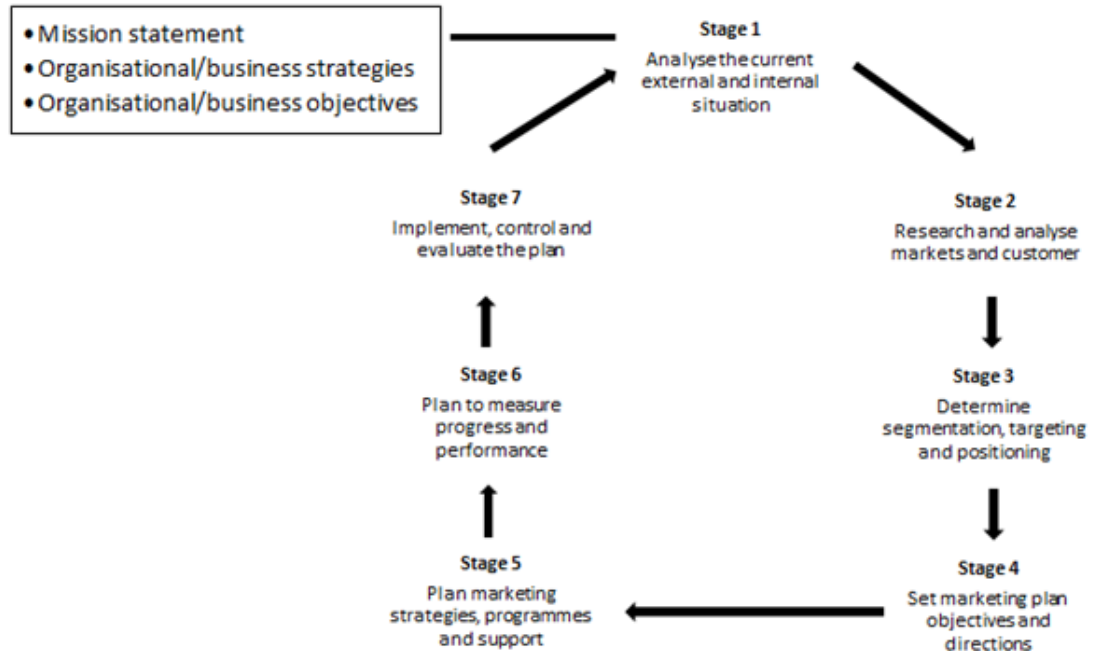 •Mission statement
•Organisational/business strategies
•Organisational/business objectives
Stage 1
Analyse the current
external and internal
situation
Stage 2
Research and analyse
markets and customer
Stage 3
Determine
segmentation, targeting
and positioning
Stage 4
Set marketing plan
objectives and
directions
Stage 5
Plan marketing
strategies, programmes
and support
Stage 6
Plan to measure
progress and
performance
Stage 7
Implement, control and
evaluate the plan